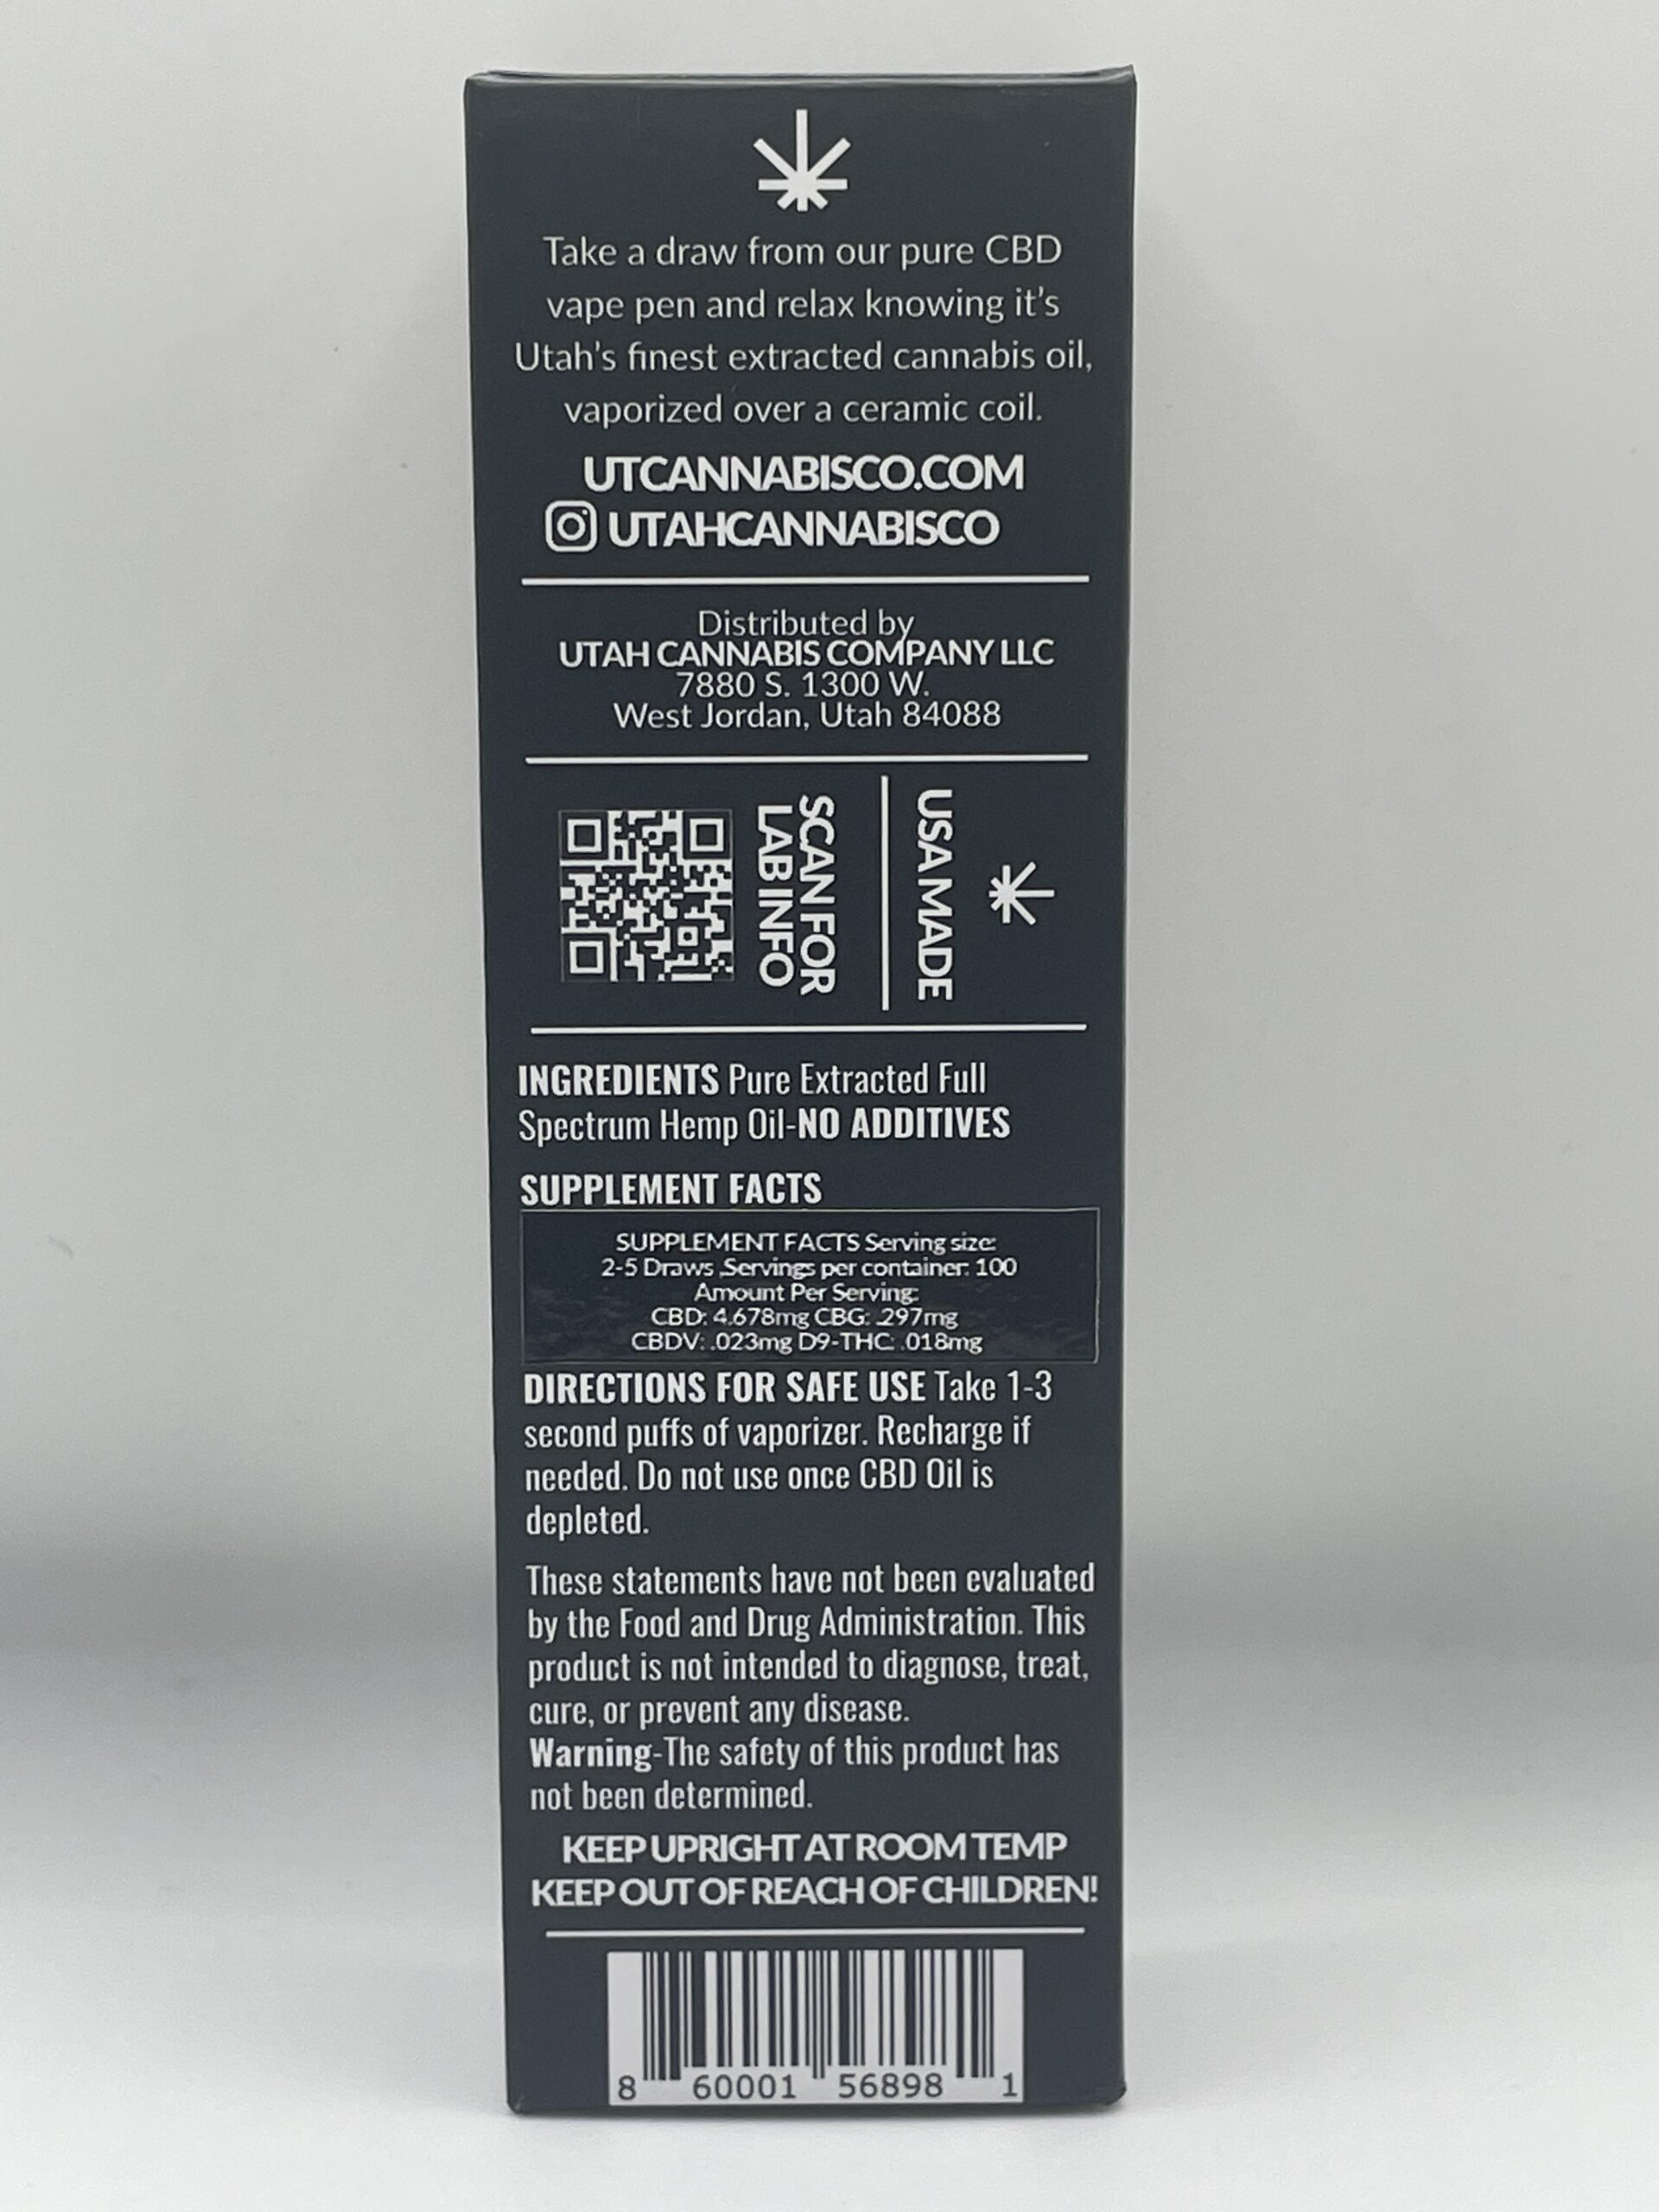 Take a draw from our pure CBD
vape pen and relax knowing it's
Utah's finest extracted cannabis oil,
vaporized over a ceramic coil.
UTCANNABISCO.COM
UTAHCANNABISCO
Distributed by
UTAH CANNABIS COMPANY LLC
7880 S. 1300 W.
West Jordan, Utah 84088
SCAN FOR
LAB INFO
USA MADE
INGREDIENTS Pure Extracted Full
Spectrum Hemp Oil-NO ADDITIVES
SUPPLEMENT FACTS
SUPPLEMENT FACTS Serving size:
2-5 Draws ,Servings per container: 100
Amount Per Serving:
CBD: 4.678mg CBG: .297mg
CBDV: .023mg D9-THC: .018mg
DIRECTIONS FOR SAFE USE Take 1-3
second puffs of vaporizer. Recharge if
needed. Do not use once CBD Oil is
depleted.
These statements have not been evaluated
by the Food and Drug Administration. This
product is not intended to diagnose, treat,
cure, or prevent any disease.
Warning-The safety of this product has
not been determined.
KEEP UPRIGHT AT ROOM TEMP
KEEP OUT OF REACH OF CHILDREN!
8 60001 56898 1